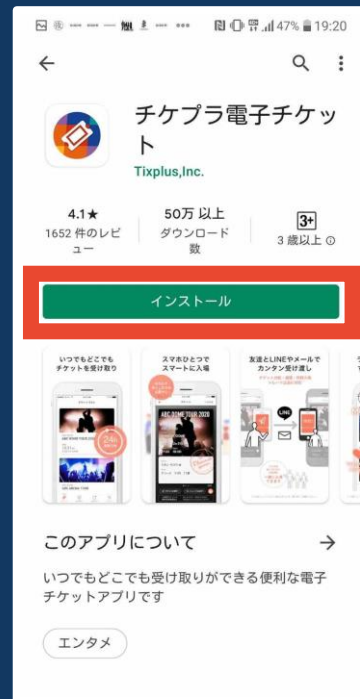 47% 19:20
チケプラ電子チケッ
ト
Tixplus,Inc.
4.1★
1652 件のレビ
ュー
50万 以上
ダウンロード
数
3+
3 歳以上
インストール
いつでもどこでも
チケットを受け取り
スマホひとつで
スマートに入場
友達とLINEやメールで
カンタン受け渡し
24h
ABC DOME TOUR 2020
LINE
このアプリについて
いつでもどこでも受け取りができる便利な電子
チケットアプリです
エンタメ